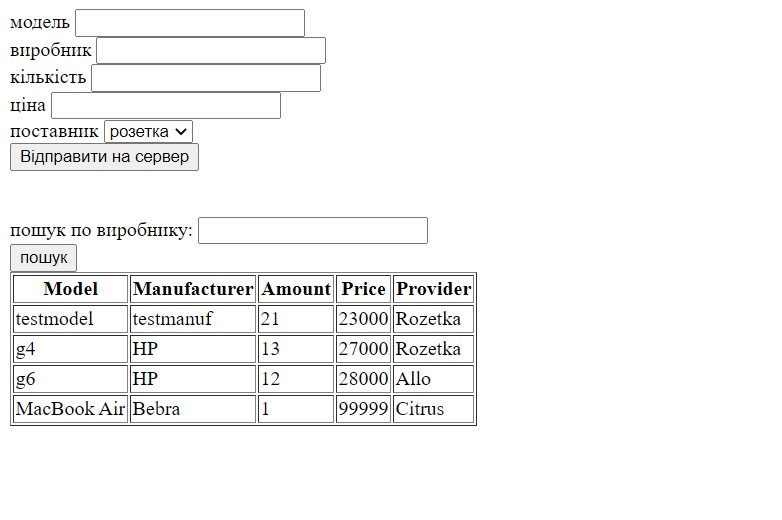 модель
виробник
кількість
ціна
поставник розетка
Відправити на сервер
пошук по виробнику:
пошук
Model Manufacturer Amount Price Provider
testmodel testmanuf 21 23000 Rozetka
g4 HP 13 27000 Rozetka
g6 HP 12 28000 Allo
MacBook Air Bebra 1 99999 Citrus